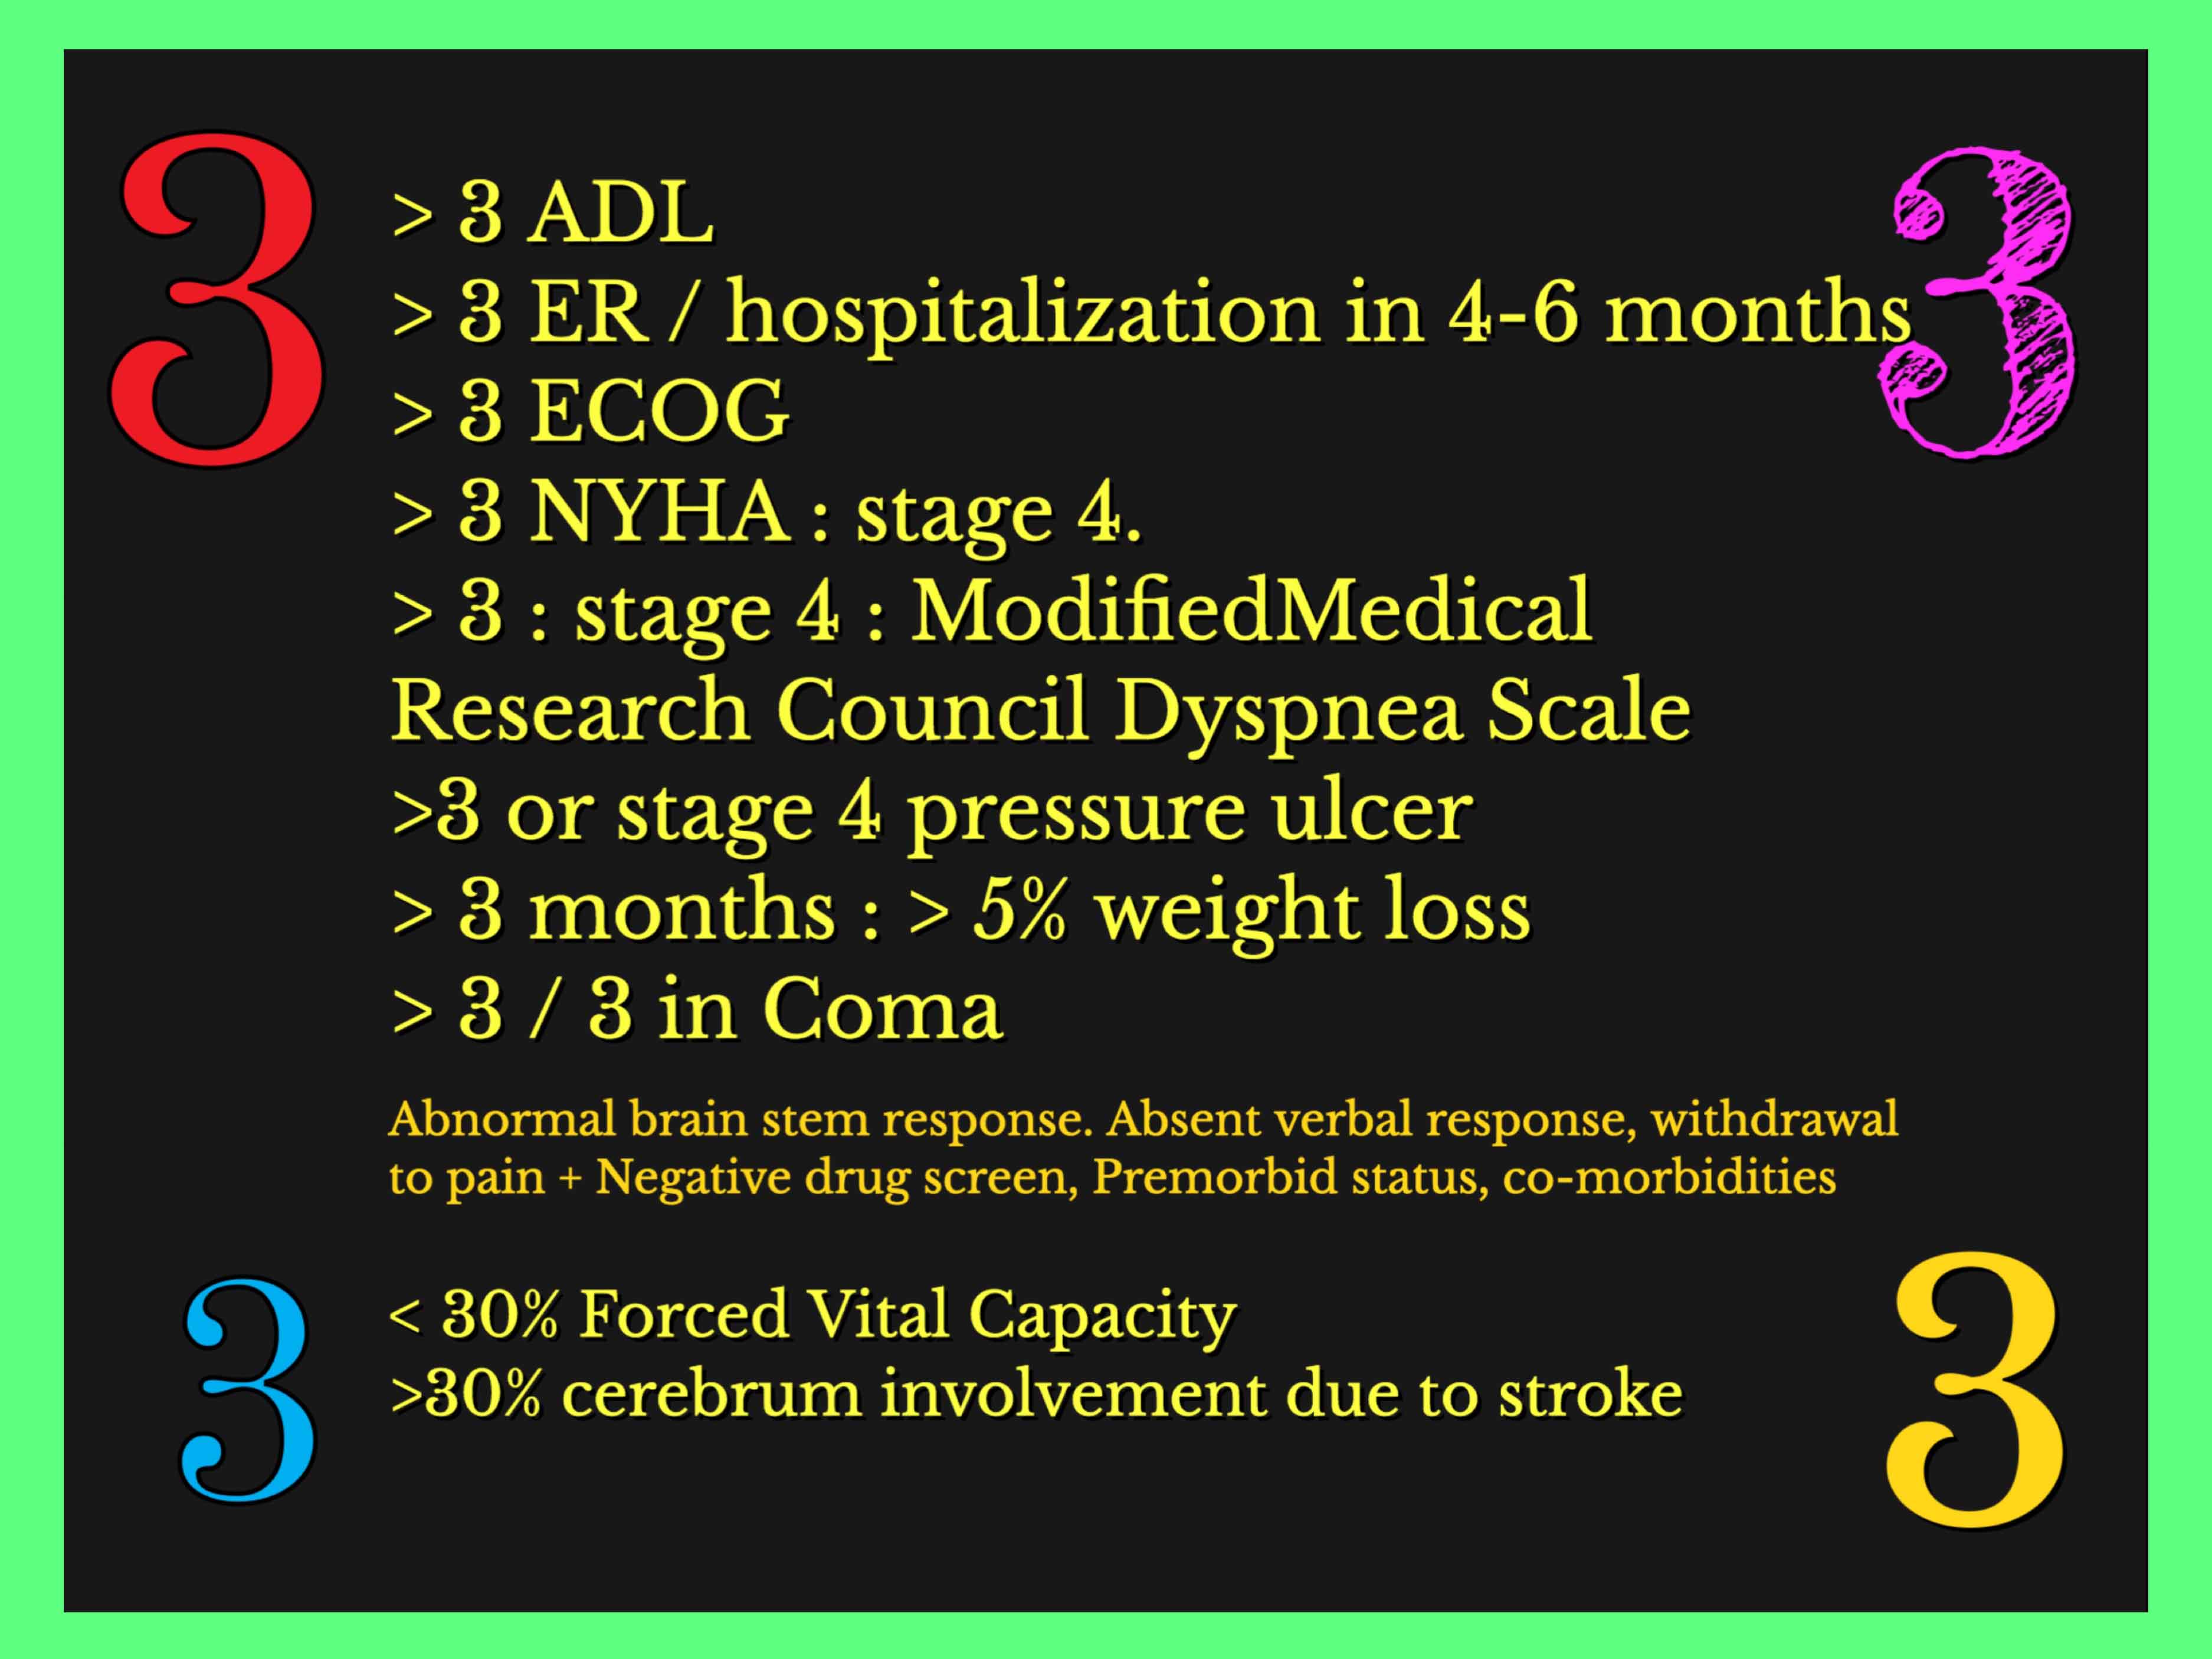 3
3
> 3 ADL
> 3 ER / hospitalization in 4-6 months
> 3 ECOG
> 3 NYHA : stage 4.
> 3 : stage 4 : ModifiedMedical
Research Council Dyspnea Scale
>3 or stage 4 pressure ulcer
> 3 months : > 5% weight loss
> 3 / 3 in Coma
Abnormal brain stem response. Absent verbal response, withdrawal
to pain + Negative drug screen, Premorbid status, co-morbidities
3
< 30% Forced Vital Capacity
>30% cerebrum involvement due to stroke
3